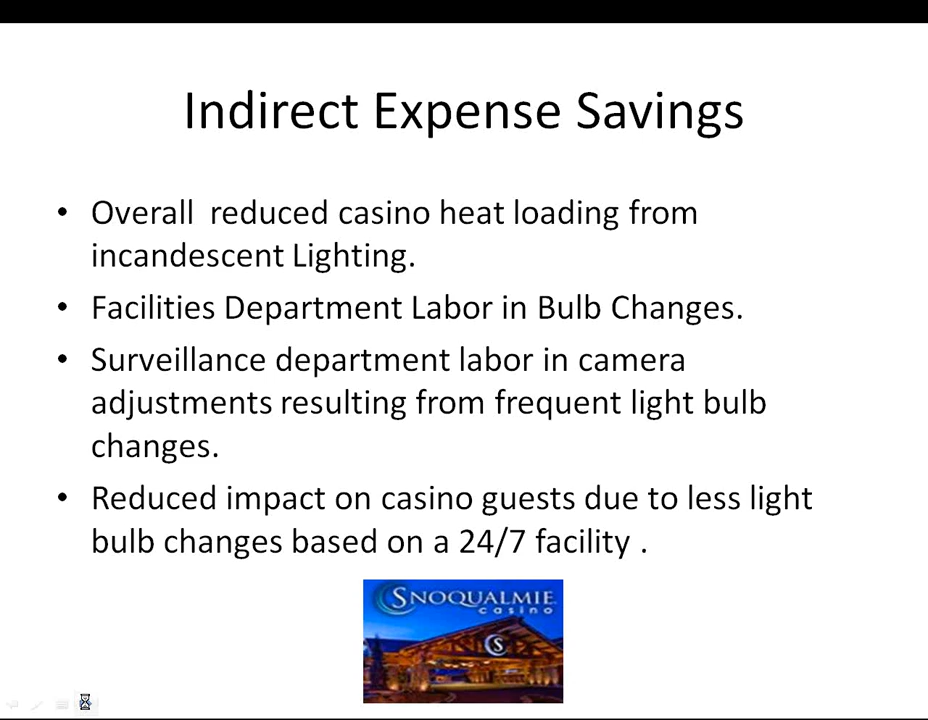 Indirect Expense Savings
• Overall  reduced casino heat loading from
incandescent Lighting.
• Facilities Department Labor in Bulb Changes.
• Surveillance department labor in camera
adjustments resulting from frequent light bulb
changes.
• Reduced impact on casino guests due to less light
bulb changes based on a 24/7 facility .
SNOQUALMIE
casino
S